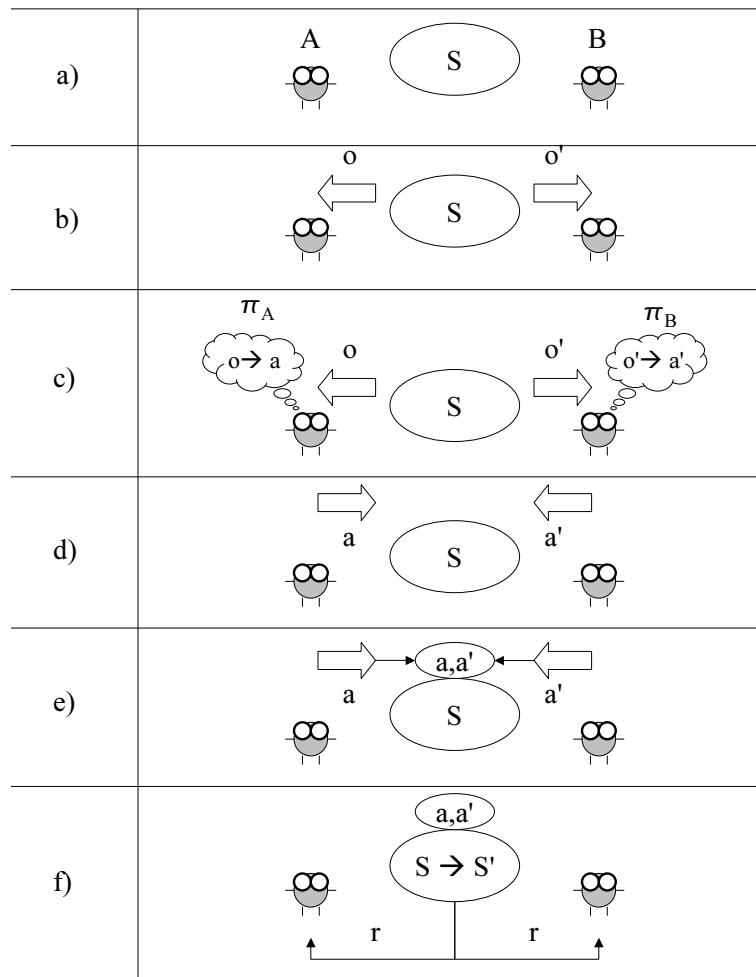 A B
a) S
o o'
b) S
π_A π_B
o → a o o' o' → a'
c) S
a a'
d) S
a,a'
a a'
e) S
a,a'
f) S → S'
r r